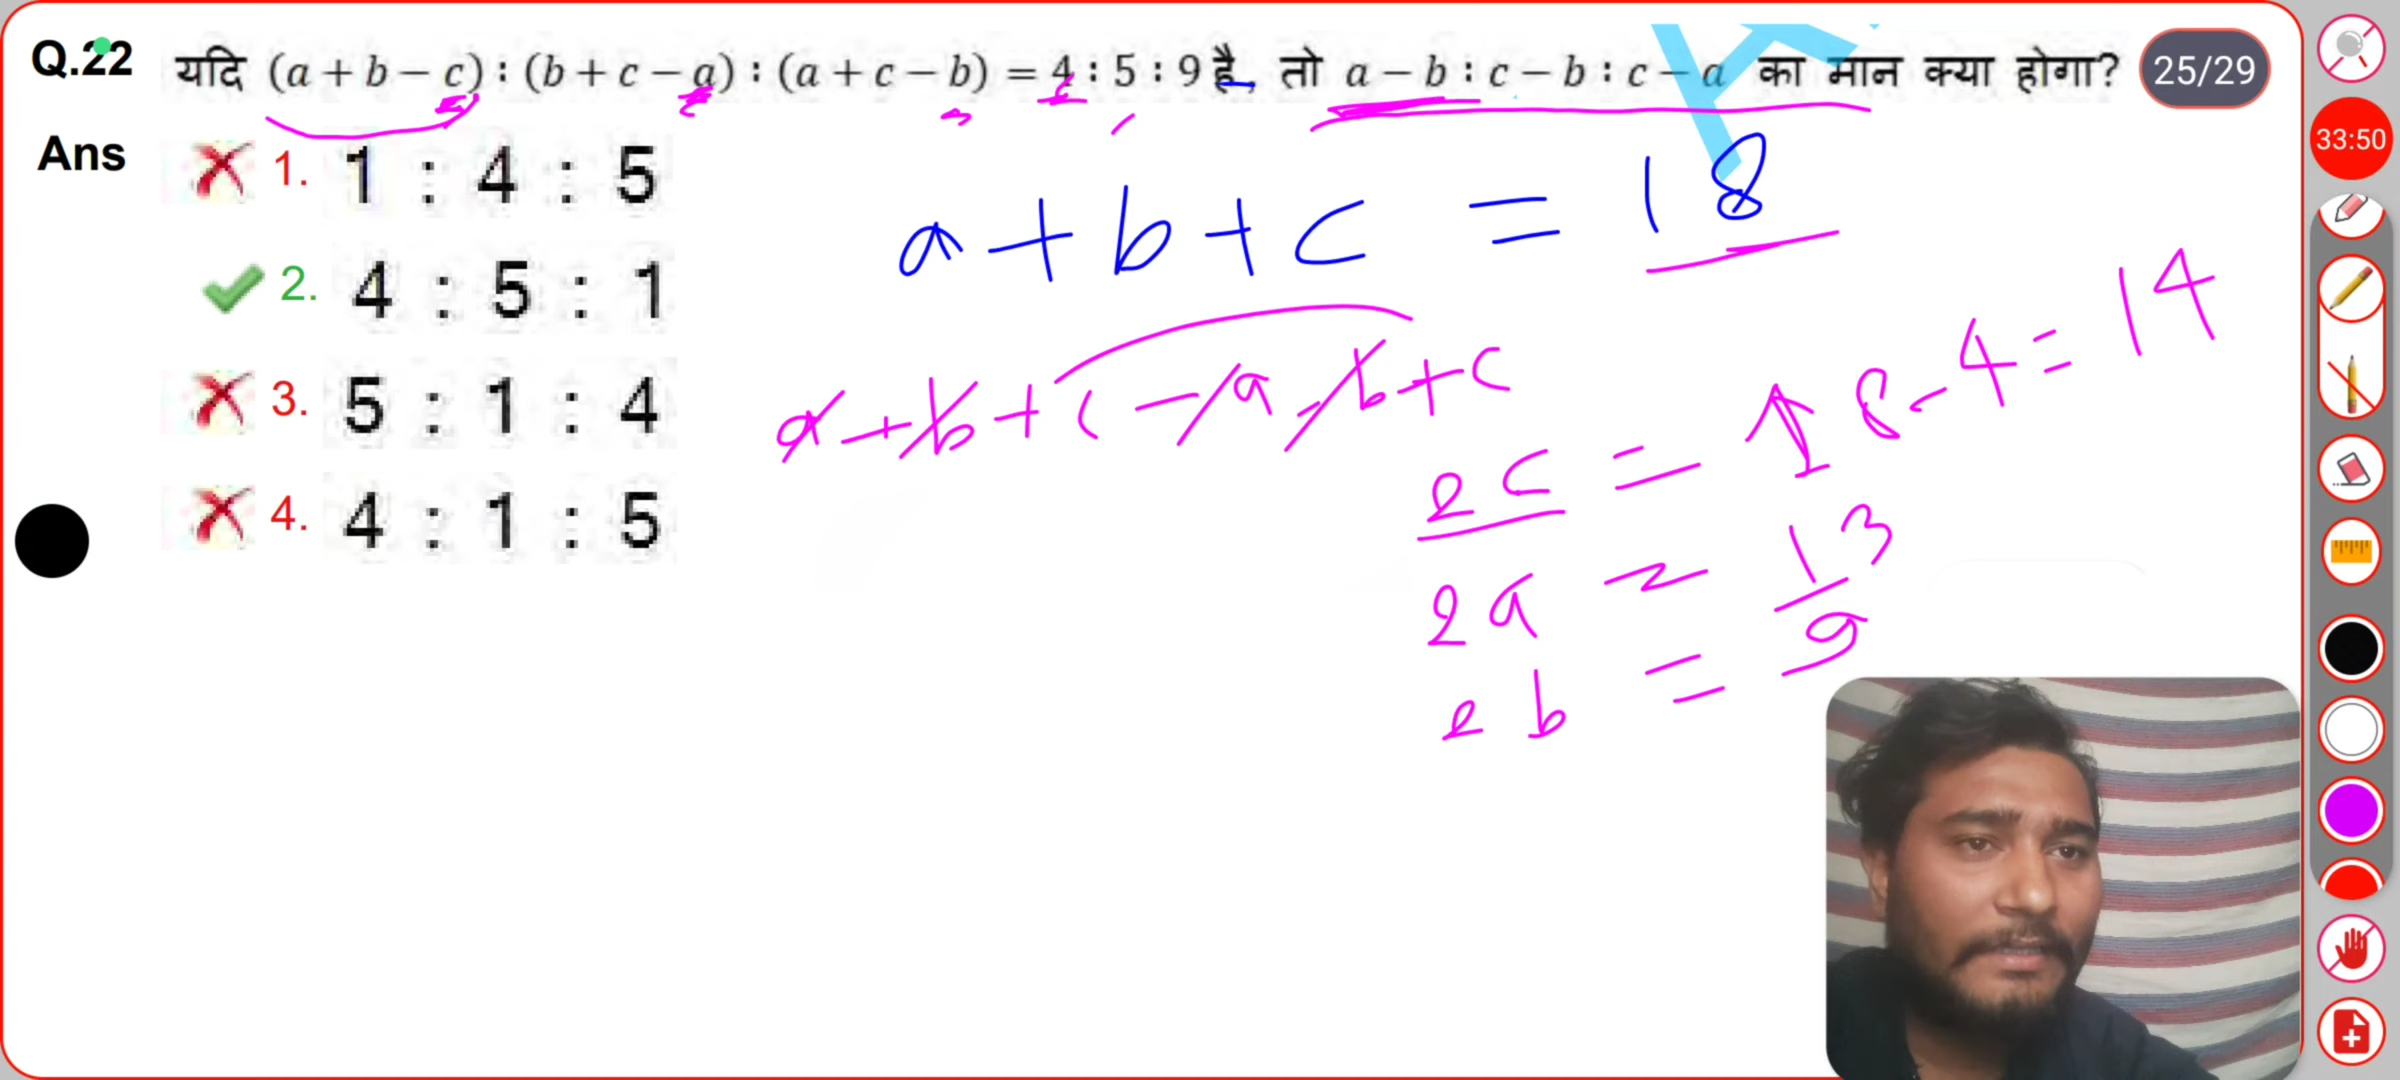 Q.22 यदि (a + b − c) : (b + c − a) : (a + c − b) = 4 : 5 : 9 है, तो a − b : c − b : c − a का मान क्या होगा? 25/29
33:50
Ans 1. 1 : 4 : 5
2. 4 : 5 : 1
3. 5 : 1 : 4
4. 4 : 1 : 5
a + b + c = 18
a + b + c − a − b + c
2c = 18 - 4 = 14
2a = 13
2b = 9